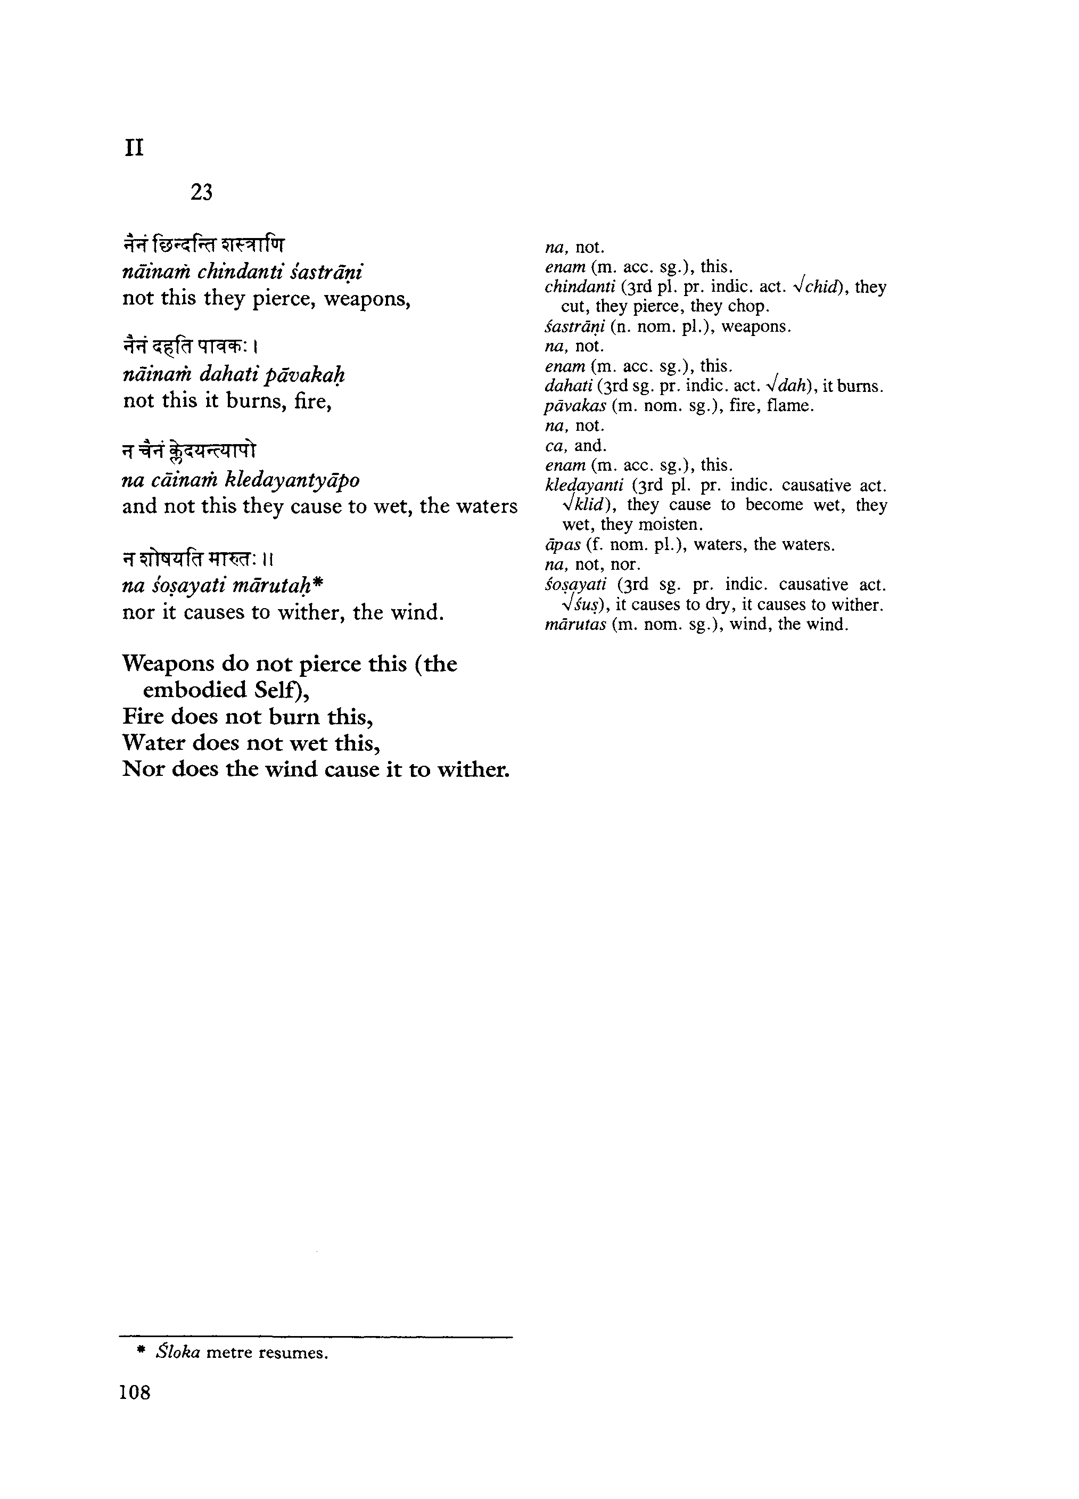 II
23
नैनं छिन्दन्ति शस्त्राणि
nāinaṁ chindanti śastrāṇi
not this they pierce, weapons,
नैनं दहति पावकः ।
nāinaṁ dahati pāvakaḥ
not this it burns, fire,
न चैनं क्लेदयन्त्यापो
na cāinaṁ kledayantyāpo
and not this they cause to wet, the waters
न शोषयति मारुतः ।।
na śoṣayati mārutaḥ*
nor it causes to wither, the wind.
Weapons do not pierce this (the
embodied Self),
Fire does not burn this,
Water does not wet this,
Nor does the wind cause it to wither.
na, not.
enam (m. acc. sg.), this.
chindanti (3rd pl. pr. indic. act. √chid), they
cut, they pierce, they chop.
śastrāṇi (n. nom. pl.), weapons.
na, not.
enam (m. acc. sg.), this.
dahati (3rd sg. pr. indic. act. √dah), it burns.
pāvakas (m. nom. sg.), fire, flame.
na, not.
ca, and.
enam (m. acc. sg.), this.
kledayanti (3rd pl. pr. indic. causative act.
√klid), they cause to become wet, they
wet, they moisten.
āpas (f. nom. pl.), waters, the waters.
na, not, nor.
śoṣayati (3rd sg. pr. indic. causative act.
√śuṣ), it causes to dry, it causes to wither.
mārutas (m. nom. sg.), wind, the wind.
* Śloka metre resumes.
108